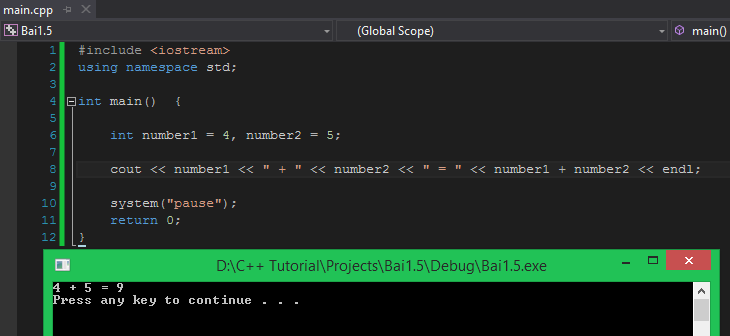 main.cpp
Bai1.5 (Global Scope) main()
1 #include <iostream>
2 using namespace std;
3
4 int main()  {
5
6     int number1 = 4, number2 = 5;
7
8     cout << number1 << " + " << number2 << " = " << number1 + number2 << endl;
9
10     system("pause");
11     return 0;
12 }
D:\C++ Tutorial\Projects\Bai1.5\Debug\Bai1.5.exe
4 + 5 = 9
Press any key to continue . . .